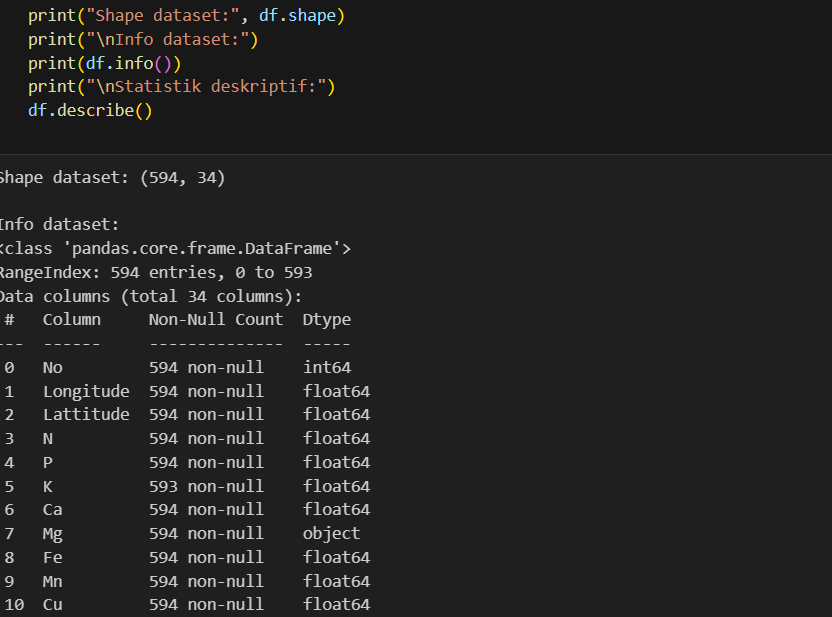 print("Shape dataset:", df.shape)
print("\nInfo dataset:")
print(df.info())
print("\nStatistik deskriptif:")
df.describe()
Shape dataset: (594, 34)
Info dataset:
<class 'pandas.core.frame.DataFrame'>
RangeIndex: 594 entries, 0 to 593
Data columns (total 34 columns):
# Column Non-Null Count Dtype
--- ------ -------------- -----
0 No 594 non-null int64
1 Longitude 594 non-null float64
2 Lattitude 594 non-null float64
3 N 594 non-null float64
4 P 594 non-null float64
5 K 593 non-null float64
6 Ca 594 non-null float64
7 Mg 594 non-null object
8 Fe 594 non-null float64
9 Mn 594 non-null float64
10 Cu 594 non-null float64